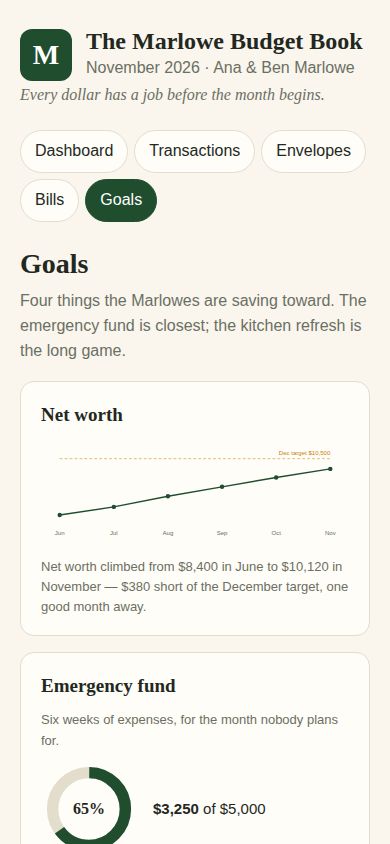 M
The Marlowe Budget Book
November 2026 · Ana & Ben Marlowe
Every dollar has a job before the month begins.
Dashboard
Transactions
Envelopes
Bills
Goals
Goals
Four things the Marlowes are saving toward. The
emergency fund is closest; the kitchen refresh is
the long game.
Net worth
Dec target $10,500
Jun
Jul
Aug
Sep
Oct
Nov
Net worth climbed from $8,400 in June to $10,120 in
November — $380 short of the December target, one
good month away.
Emergency fund
Six weeks of expenses, for the month nobody plans
for.
65%
$3,250 of $5,000